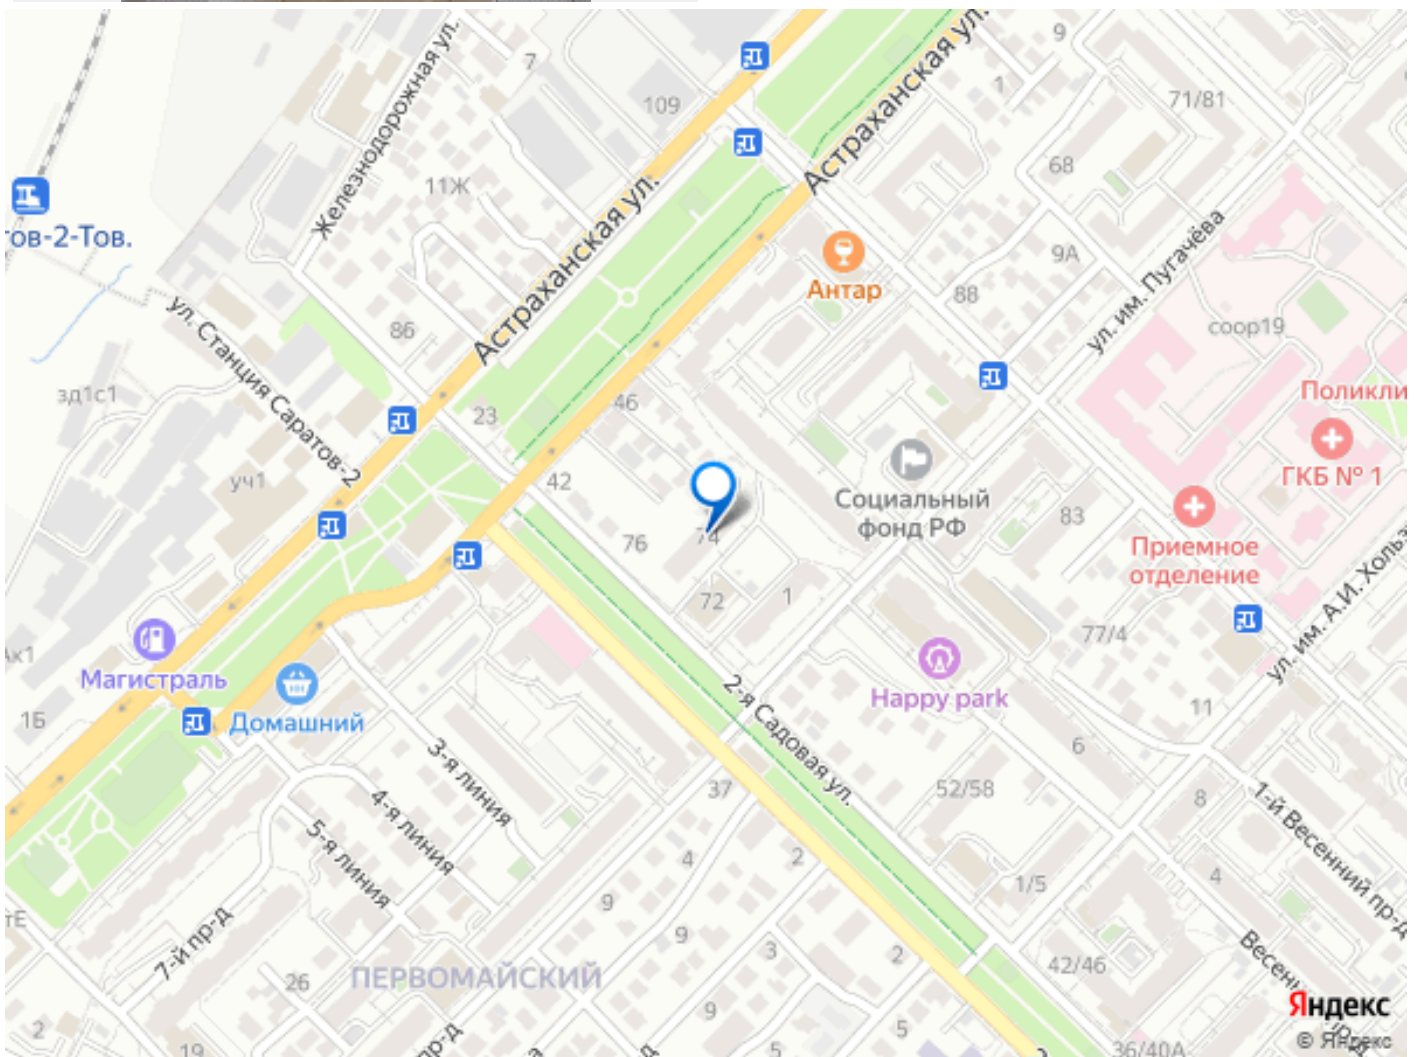 Железнодорожная ул.
7
109
9
1
71/81
Астраханская ул.
11Ж
68
ов-2-Тов.
Астраханская ул.
Антар
9А
88
ул. им. Пугачёва
соор19
86
ул. Станция Саратов-2
зд1с1
23
46
Поликли
уч1
42
ГКБ № 1
Социальный
фонд РФ
83
74
76
Приемное
отделение
72
1
77/4
ул. им. А.И. Хользу
Магистраль
1Б
Домашний
Happy park
11
6
2-я Садовая ул.
3-я линия
37
52/58
8
1-й Весенний пр-д
4-я линия
5-я линия
4
2
1/5
4
9
7-й пр-д
9
3
2
42/46
26
ПЕРВОМАЙСКИЙ
9
5
2
19
5
36/40А
Яндекс
© Яндекс